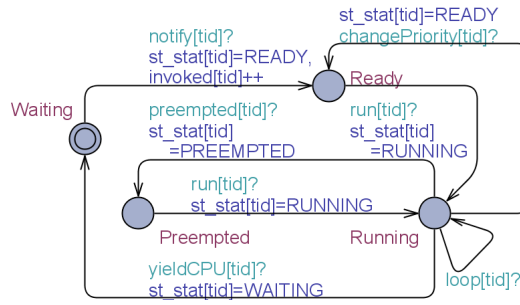 st_stat[tid]=READY
notify[tid]?
changePriority[tid]?
st_stat[tid]=READY,
invoked[tid]++
Ready
Waiting
preempted[tid]?
run[tid]?
st_stat[tid]
st_stat[tid]
=PREEMPTED
=RUNNING
run[tid]?
st_stat[tid]=RUNNING
Preempted
Running
yieldCPU[tid]?
loop[tid]?
st_stat[tid]=WAITING